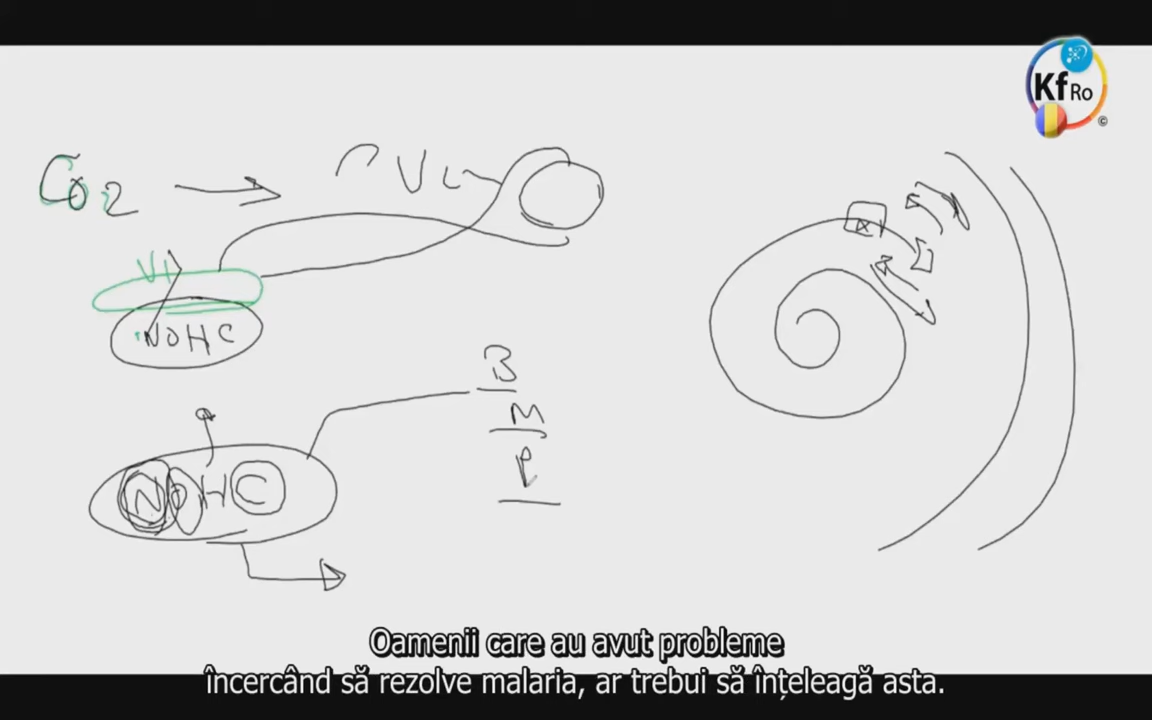 Kf Ro
©
CO2
V1
NOHC
B
M
P
NOHC
Oamenii care au avut probleme
încercând să rezolve malaria, ar trebui să înțeleagă asta.